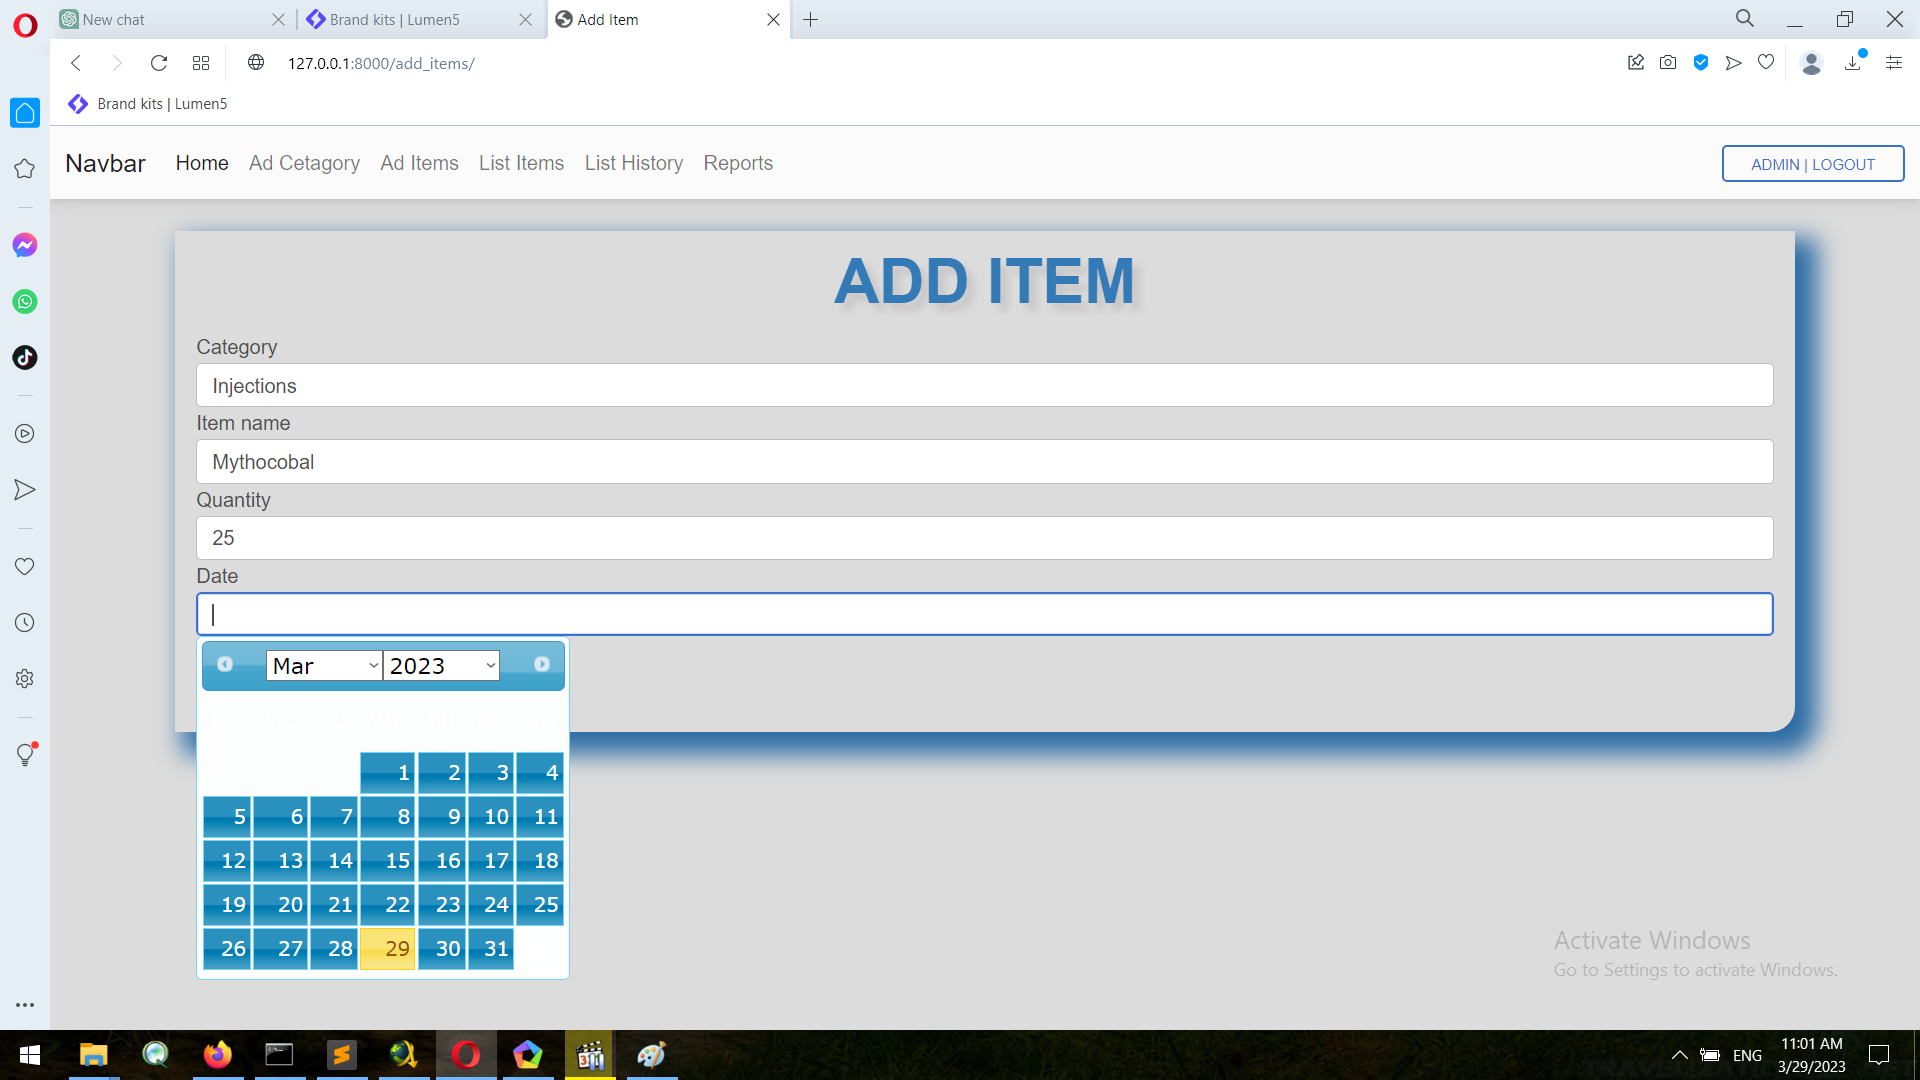 New chat
Brand kits | Lumen5
Add Item
127.0.0.1:8000/add_items/
Brand kits | Lumen5
Navbar Home Ad Cetagory Ad Items List Items List History Reports
ADMIN | LOGOUT
ADD ITEM
Category
Injections
Item name
Mythocobal
Quantity
25
Date
Mar 2023
1 2 3 4
5 6 7 8 9 10 11
12 13 14 15 16 17 18
19 20 21 22 23 24 25
26 27 28 29 30 31
Activate Windows
Go to Settings to activate Windows.
ENG
11:01 AM
3/29/2023